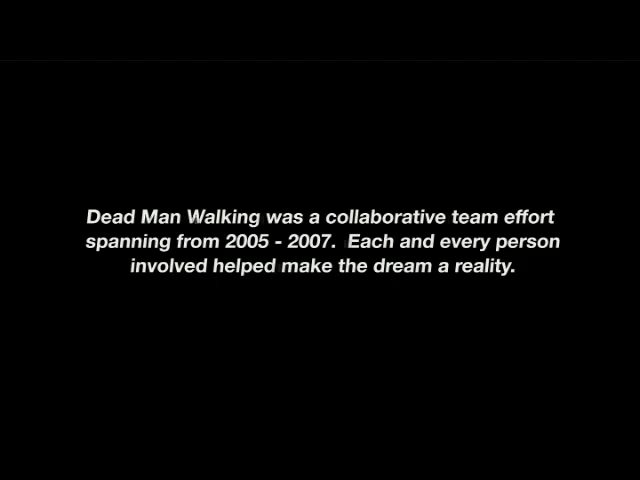 Dead Man Walking was a collaborative team effort
spanning from 2005 - 2007.  Each and every person
involved helped make the dream a reality.